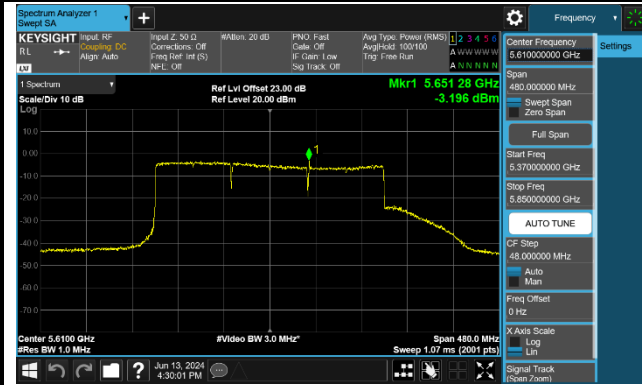 Spectrum Analyzer 1
Swept SA
Frequency
KEYSIGHT
RL
LXI
Input: RF
Coupling: DC
Align: Auto
Input Z: 50 Ω
Corrections: Off
Freq Ref: Int (S)
NFE: Off
#Atten: 20 dB
PNO: Fast
Gate: Off
IF Gain: Low
Sig Track: Off
Avg Type: Power (RMS)
Avg|Hold: 100/100
Trig: Free Run
1 2 3 4 5 6
A W W W W W
A N N N N N
1 Spectrum
Scale/Div 10 dB
Log
Ref Lvl Offset 23.00 dB
Ref Level 20.00 dBm
Mkr1 5.651 28 GHz
-3.196 dBm
1
10.0
0.00
-10.0
-20.0
-30.0
-40.0
-50.0
-60.0
-70.0
Center 5.6100 GHz
#Res BW 1.0 MHz
#Video BW 3.0 MHz*
Span 480.0 MHz
Sweep 1.07 ms (2001 pts)
Center Frequency
5.610000000 GHz
Settings
Span
480.000000 MHz
Swept Span
Zero Span
Full Span
Start Freq
5.370000000 GHz
Stop Freq
5.850000000 GHz
AUTO TUNE
CF Step
48.000000 MHz
Auto
Man
Freq Offset
0 Hz
X Axis Scale
Log
Lin
Signal Track
(Span Zoom)
?
Jun 13, 2024
4:30:01 PM